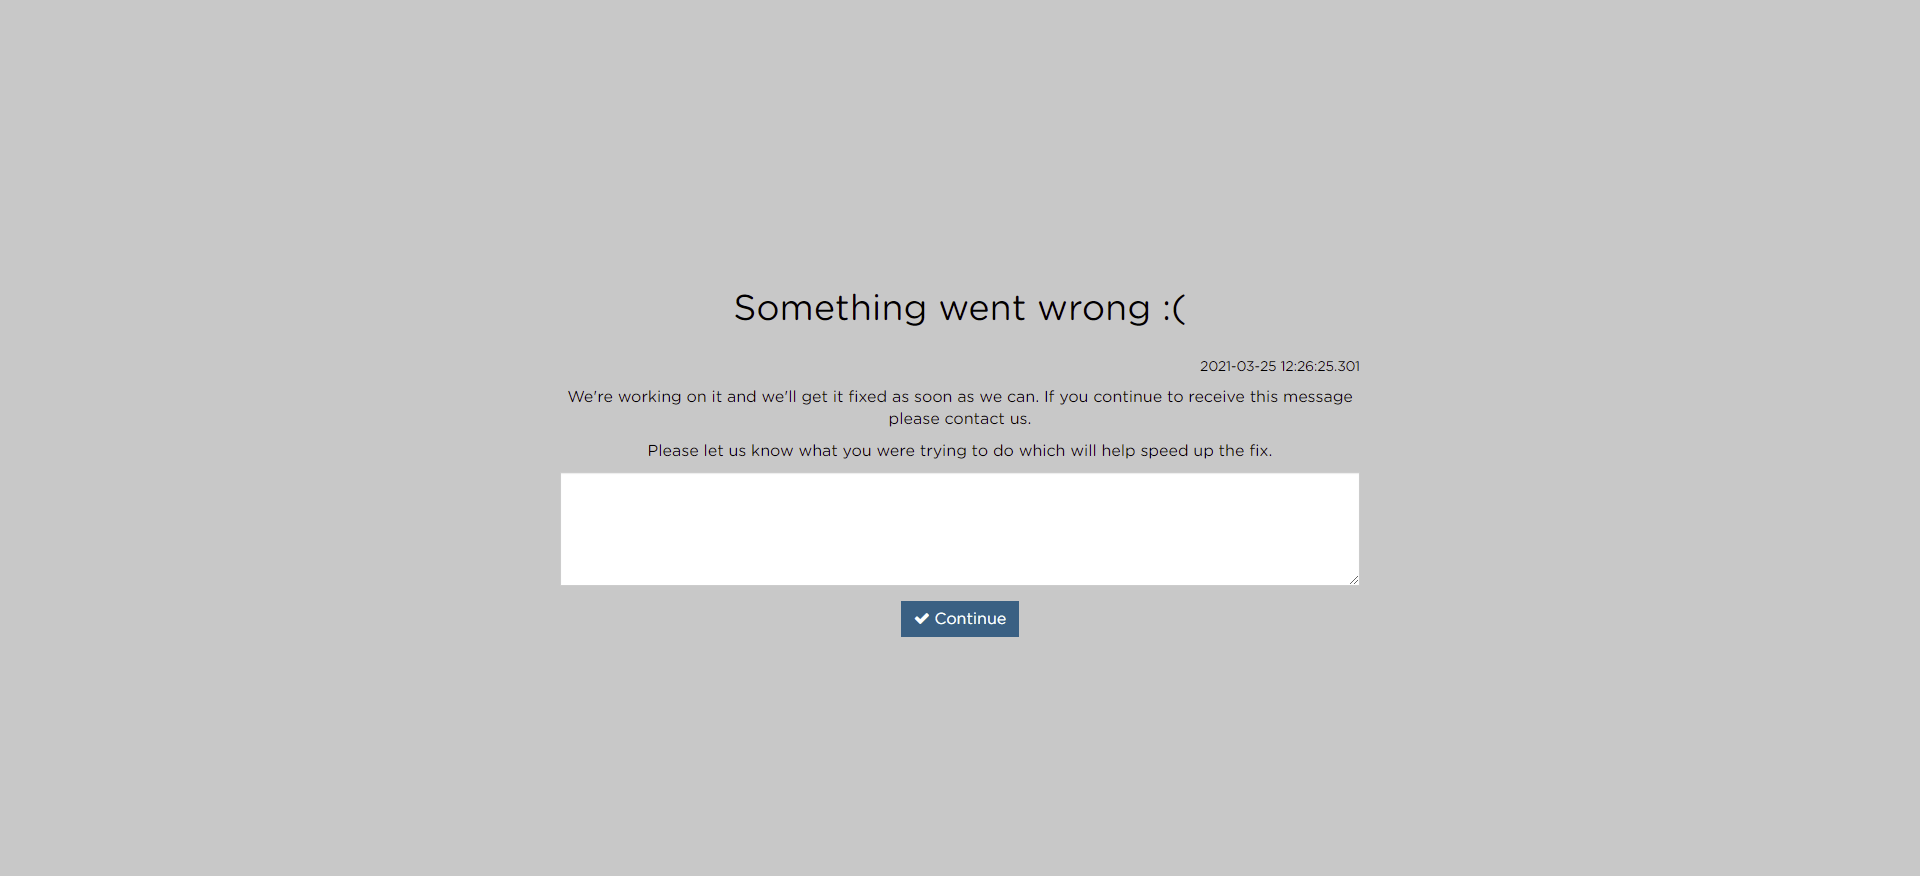 Something went wrong :(
2021-03-25 12:26:25.301
We're working on it and we'll get it fixed as soon as we can. If you continue to receive this message
please contact us.
Please let us know what you were trying to do which will help speed up the fix.
Continue